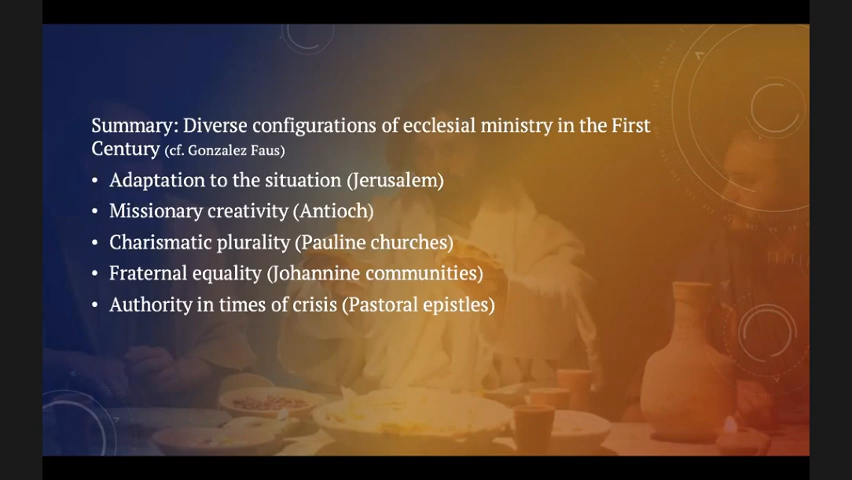 Summary: Diverse configurations of ecclesial ministry in the First
Century (cf. Gonzalez Faus)
• Adaptation to the situation (Jerusalem)
• Missionary creativity (Antioch)
• Charismatic plurality (Pauline churches)
• Fraternal equality (Johannine communities)
• Authority in times of crisis (Pastoral epistles)